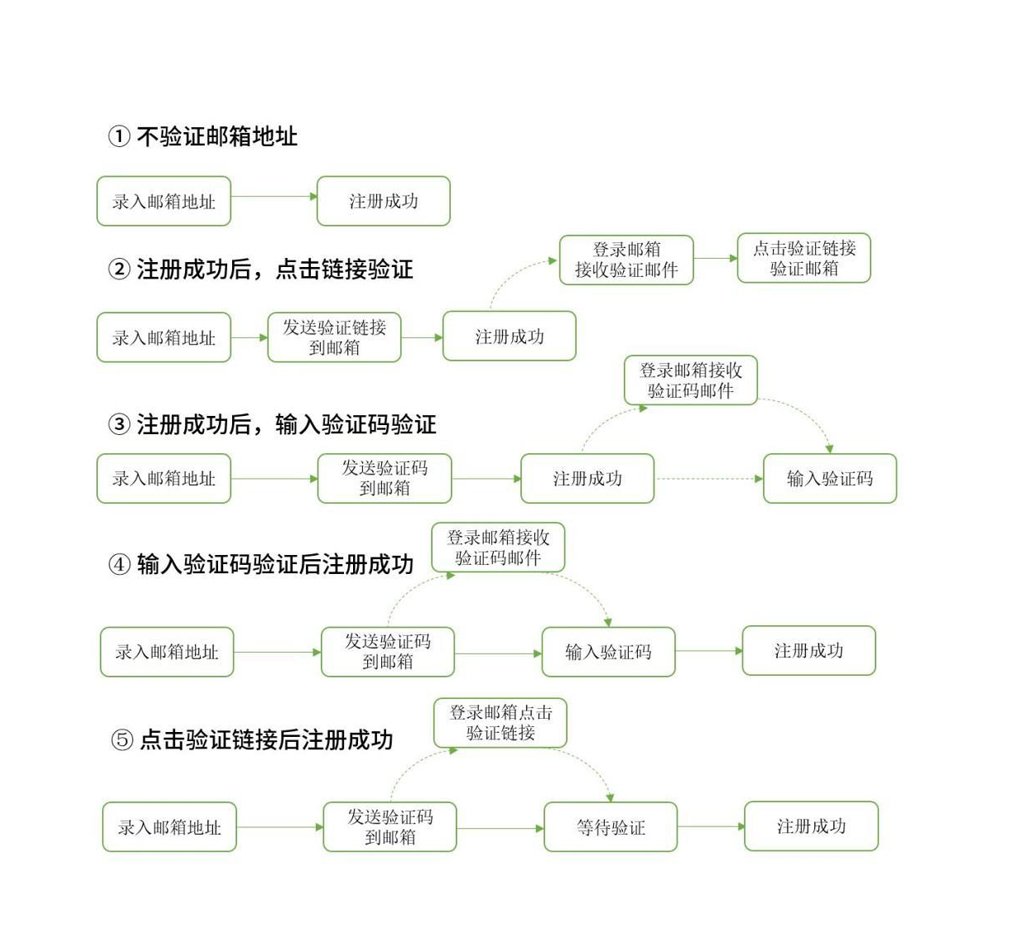 ① 不验证邮箱地址
录入邮箱地址
注册成功
② 注册成功后，点击链接验证
登录邮箱
接收验证邮件
点击验证链接
验证邮箱
录入邮箱地址
发送验证链接
到邮箱
注册成功
③ 注册成功后，输入验证码验证
登录邮箱接收
验证码邮件
录入邮箱地址
发送验证码
到邮箱
注册成功
输入验证码
④ 输入验证码验证后注册成功
登录邮箱接收
验证码邮件
录入邮箱地址
发送验证码
到邮箱
输入验证码
注册成功
⑤ 点击验证链接后注册成功
登录邮箱点击
验证链接
录入邮箱地址
发送验证码
到邮箱
等待验证
注册成功